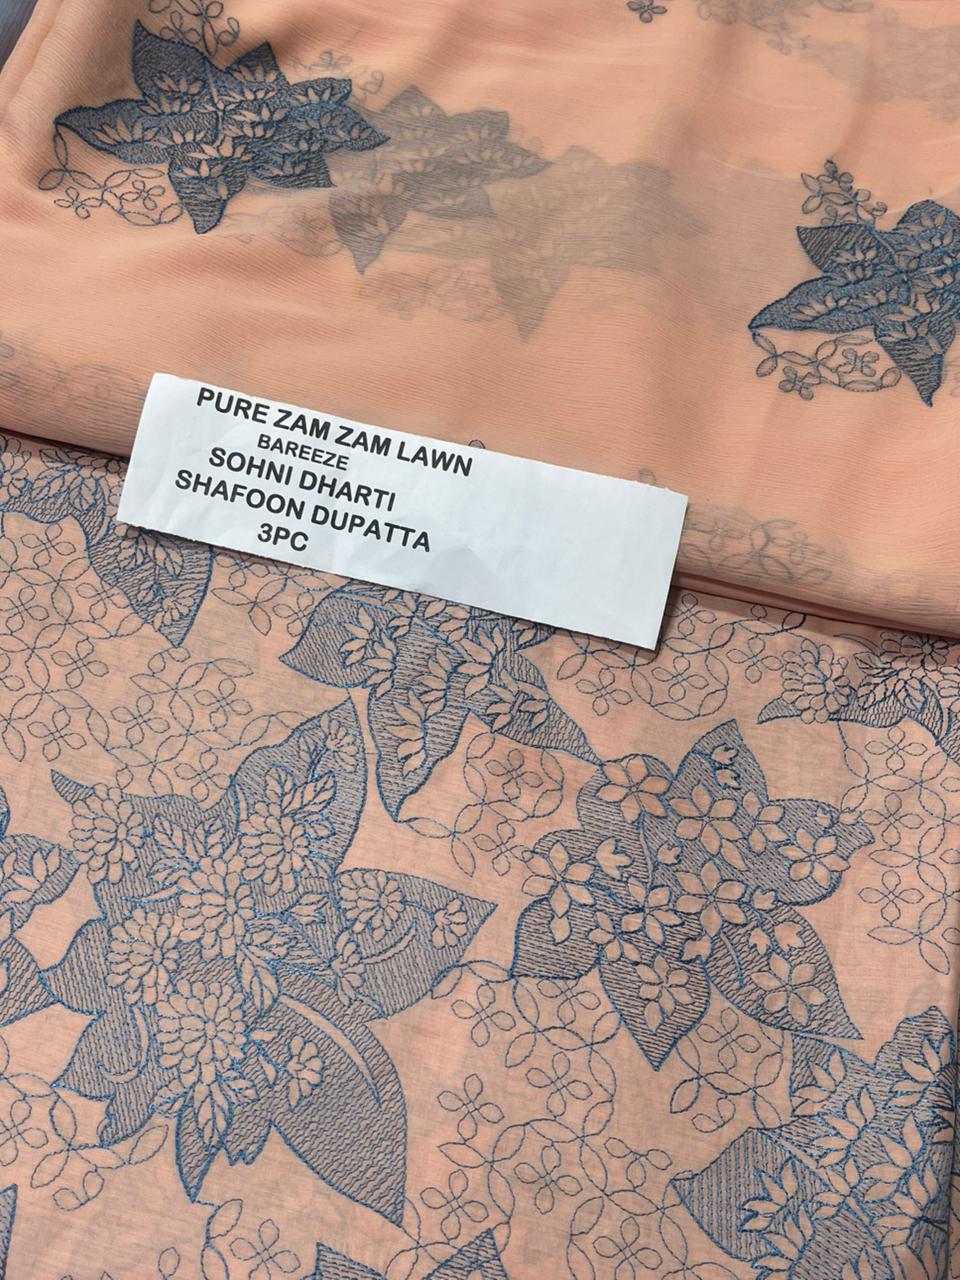 PURE ZAM ZAM LAWN
BAREEZE
SOHNI DHARTI
SHAFOON DUPATTA
3PC